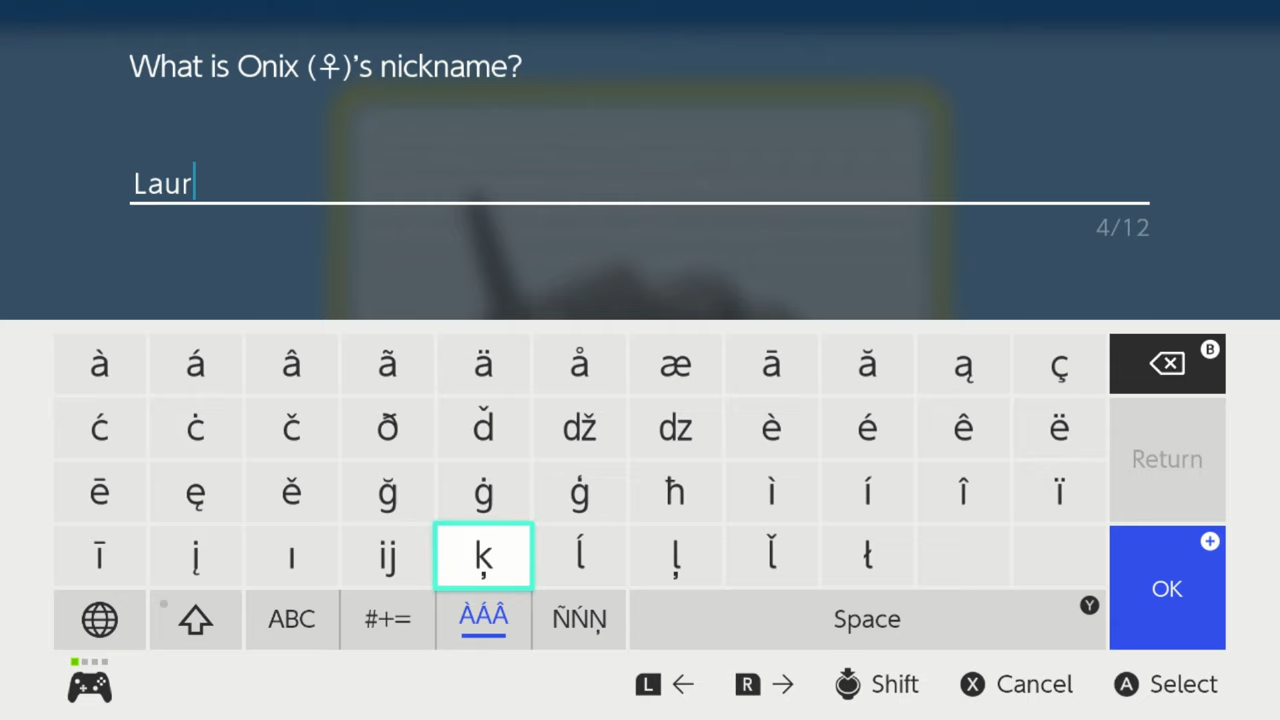 What is Onix (♀)'s nickname?
Laur
4/12
à á â ã ä å æ ā ă ą ç B
ć ċ č ð ď ǆ ǳ è é ê ë
Return
ē ę ě ğ ġ ģ ħ ì í î ï
ī į ı ĳ ķ ĺ ļ ľ ł + OK
ABC #+= ÀÁÂ ÑŃŅ Space Y
L ← R → Shift X Cancel A Select